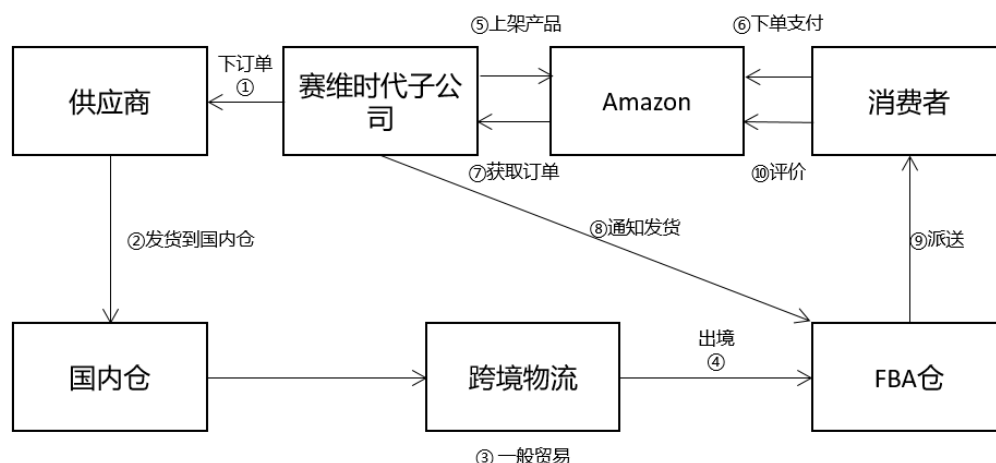 ⑤上架产品
⑥下单支付
下订单
①
供应商
赛维时代子公
司
Amazon
消费者
⑦获取订单
⑩评价
②发货到国内仓
⑧通知发货
⑨派送
国内仓
跨境物流
出境
④
FBA仓
③ 一般贸易